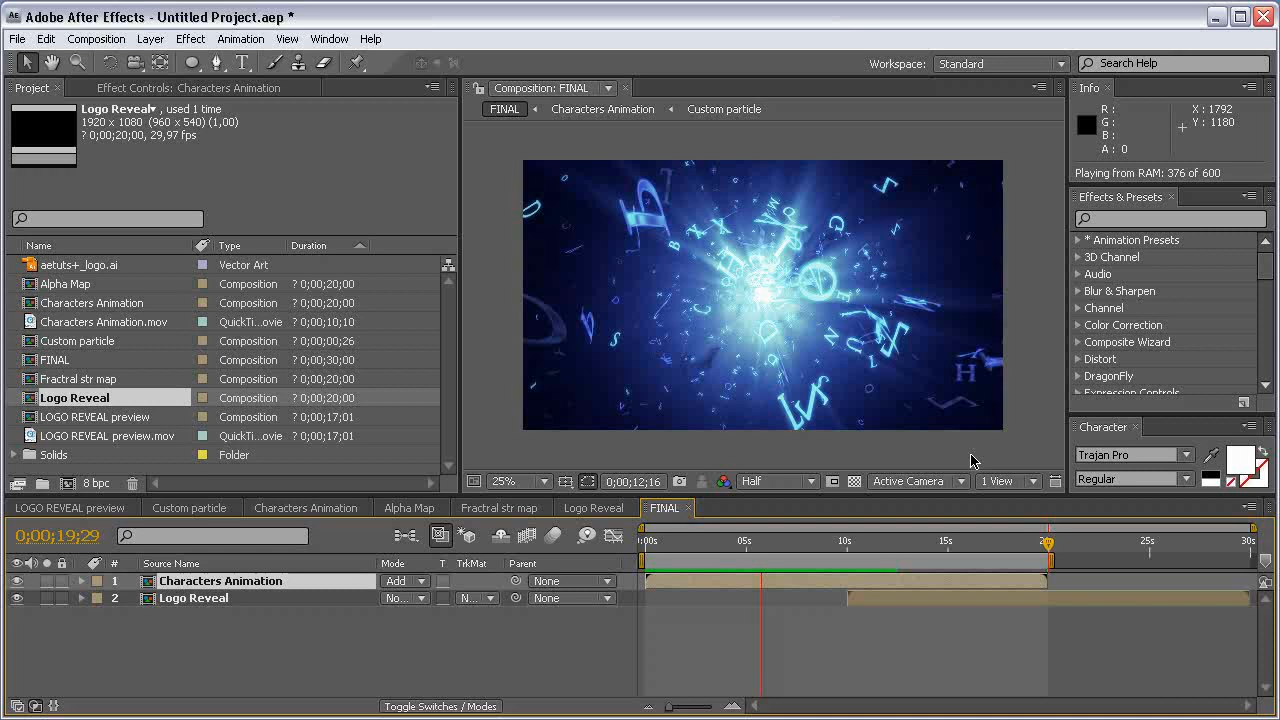 Adobe After Effects - Untitled Project.aep *
File Edit Composition Layer Effect Animation View Window Help
Workspace: Standard Search Help
Project × Effect Controls: Characters Animation
Logo Reveal▾ , used 1 time
1920 x 1080 (960 x 540) (1,00)
? 0;00;20;00, 29,97 fps
Name Type Duration
aetuts+_logo.ai Vector Art
Alpha Map Composition ? 0;00;20;00
Characters Animation Composition ? 0;00;20;00
Characters Animation.mov QuickTi...ovie ? 0;00;10;10
Custom particle Composition ? 0;00;00;26
FINAL Composition ? 0;00;30;00
Fractral str map Composition ? 0;00;20;00
Logo Reveal Composition ? 0;00;20;00
LOGO REVEAL preview Composition ? 0;00;17;01
LOGO REVEAL preview.mov QuickTi...ovie ? 0;00;17;01
Solids Folder
8 bpc
Composition: FINAL
FINAL Characters Animation Custom particle
25% 0;00;12;16 Half Active Camera 1 View
Info ×
R : X : 1792
G : Y : 1180
B :
A : 0
Playing from RAM: 376 of 600
Effects & Presets ×
* Animation Presets
3D Channel
Audio
Blur & Sharpen
Channel
Color Correction
Composite Wizard
Distort
DragonFly
Expression Controls
Character ×
Trajan Pro
Regular
LOGO REVEAL preview Custom particle Characters Animation Alpha Map Fractral str map Logo Reveal FINAL ×
0;00;19;29
:00s 05s 10s 15s 20s 25s 30s
# Source Name Mode T TrkMat Parent
1 Characters Animation Add None
2 Logo Reveal No... N... None
Toggle Switches / Modes